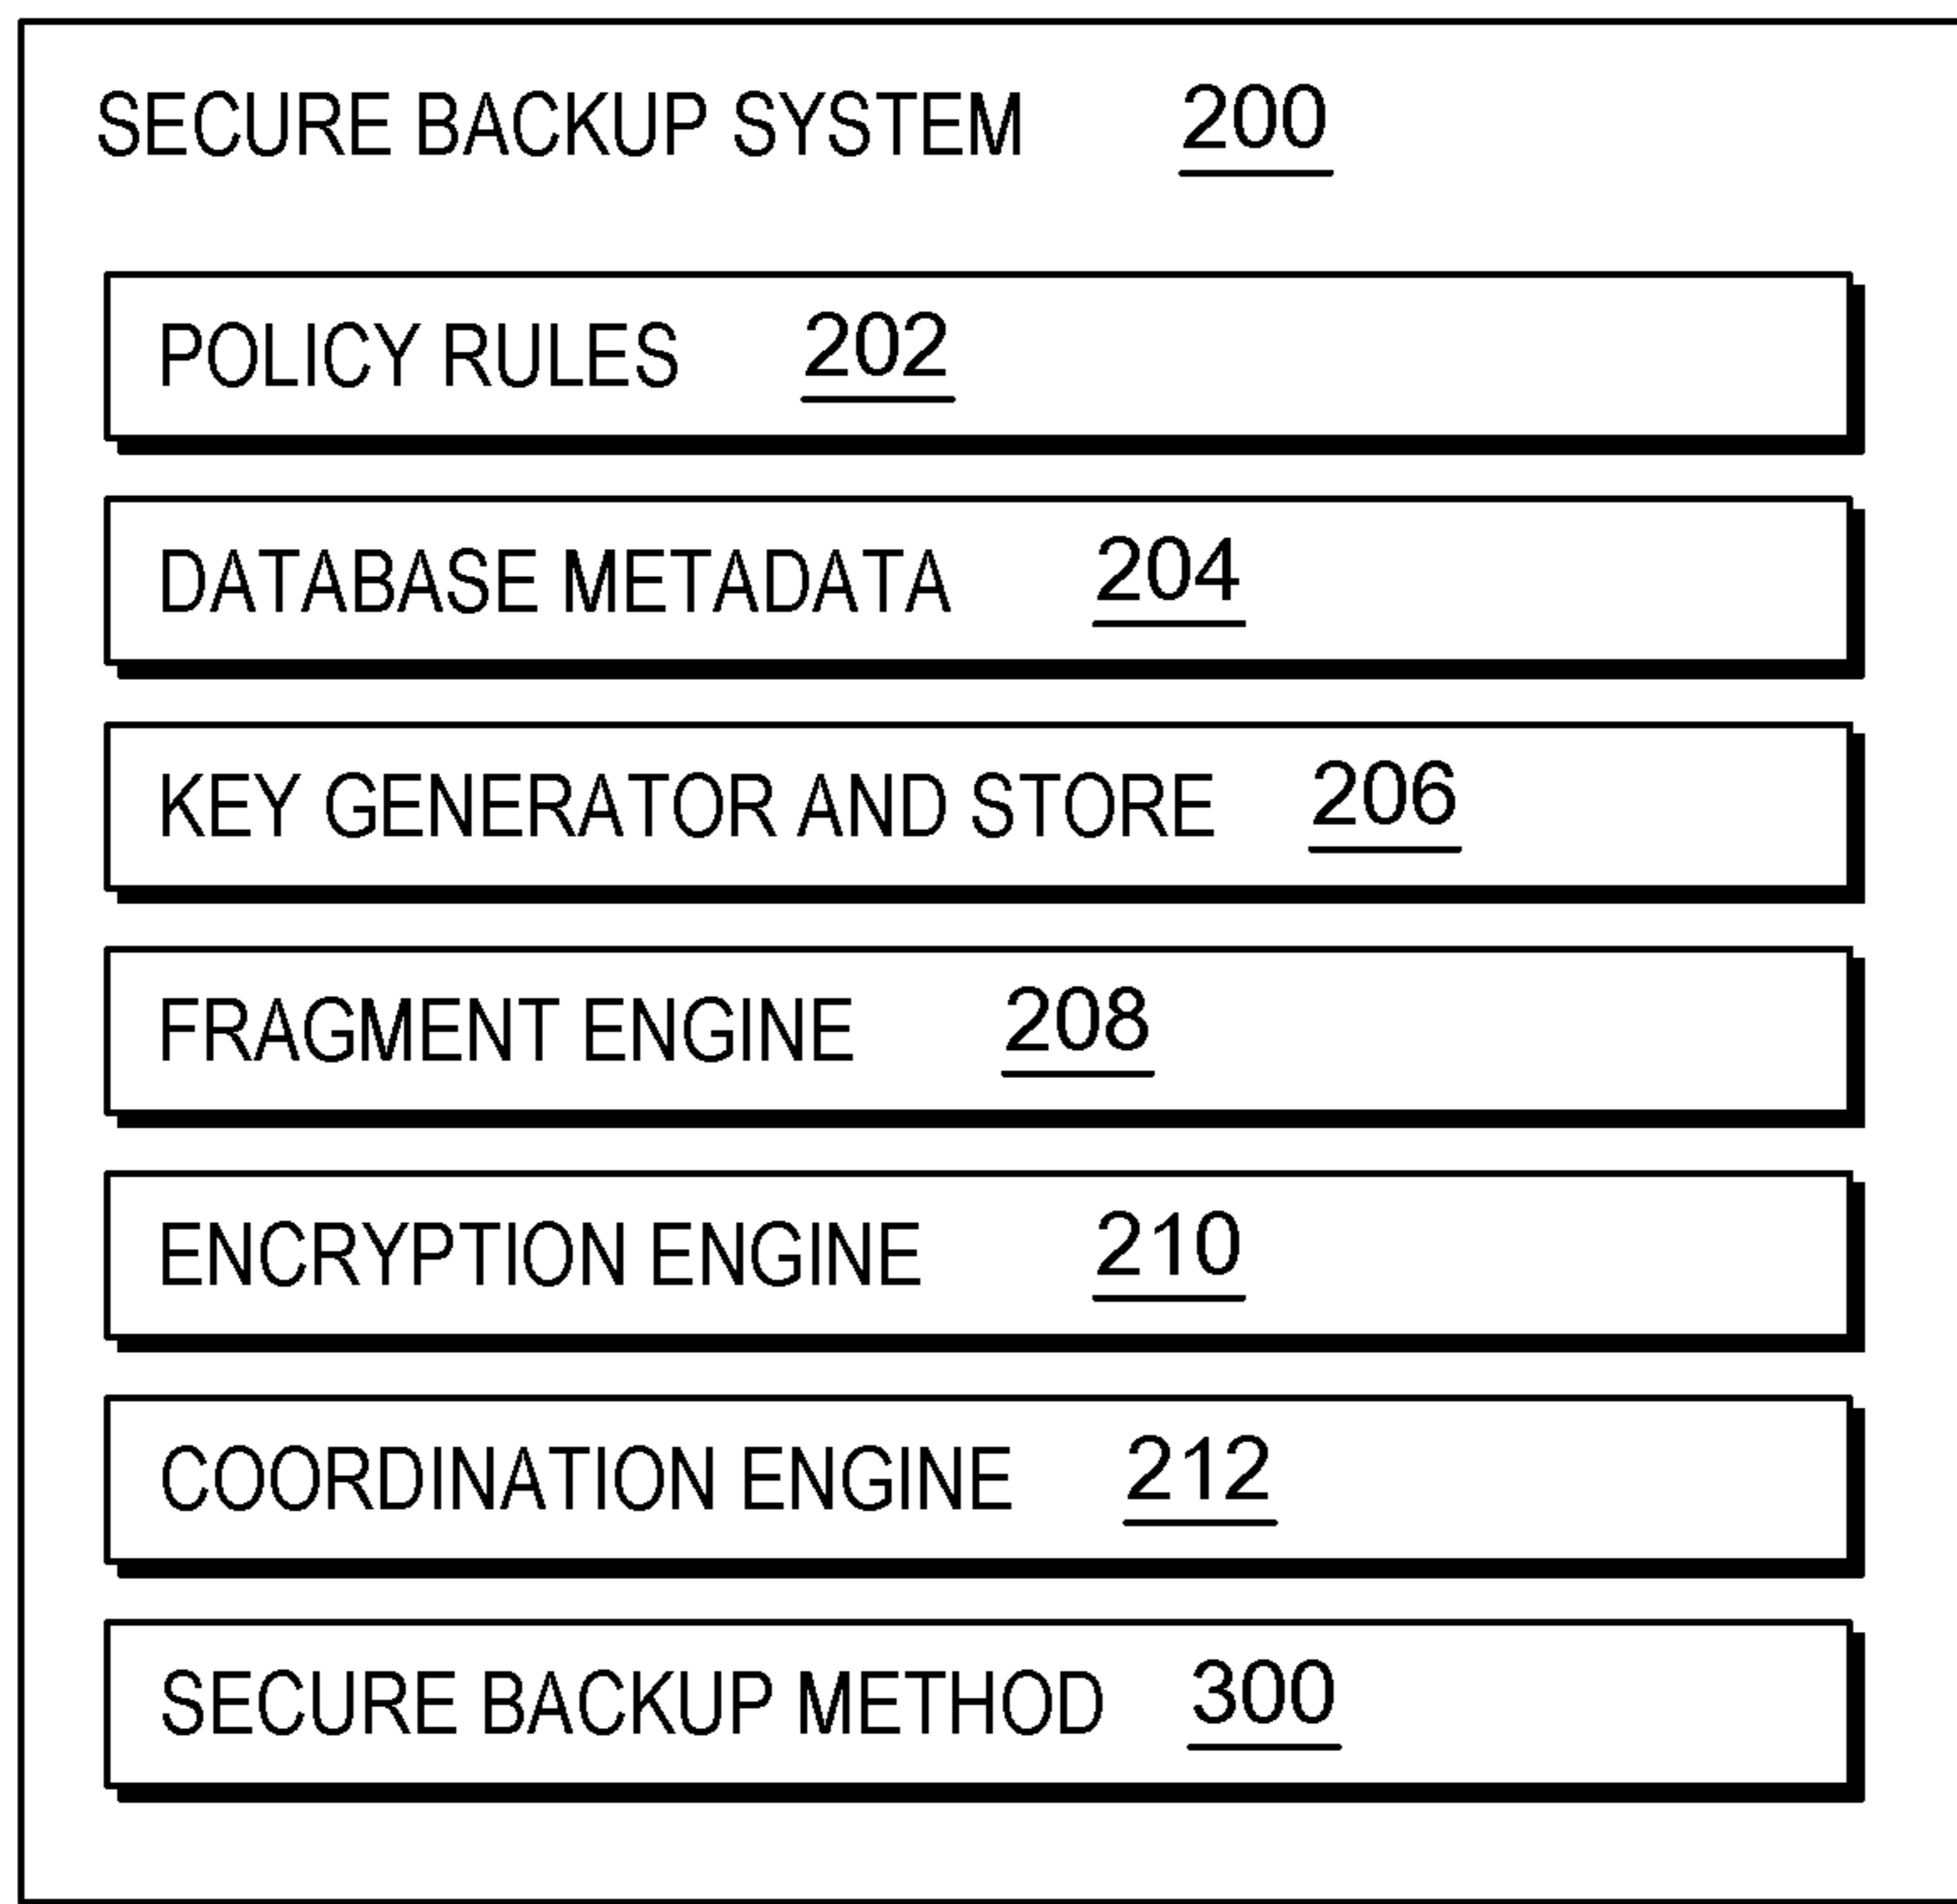 SECURE BACKUP SYSTEM 200
POLICY RULES 202
DATABASE METADATA 204
KEY GENERATOR AND STORE 206
FRAGMENT ENGINE 208
ENCRYPTION ENGINE 210
COORDINATION ENGINE 212
SECURE BACKUP METHOD 300